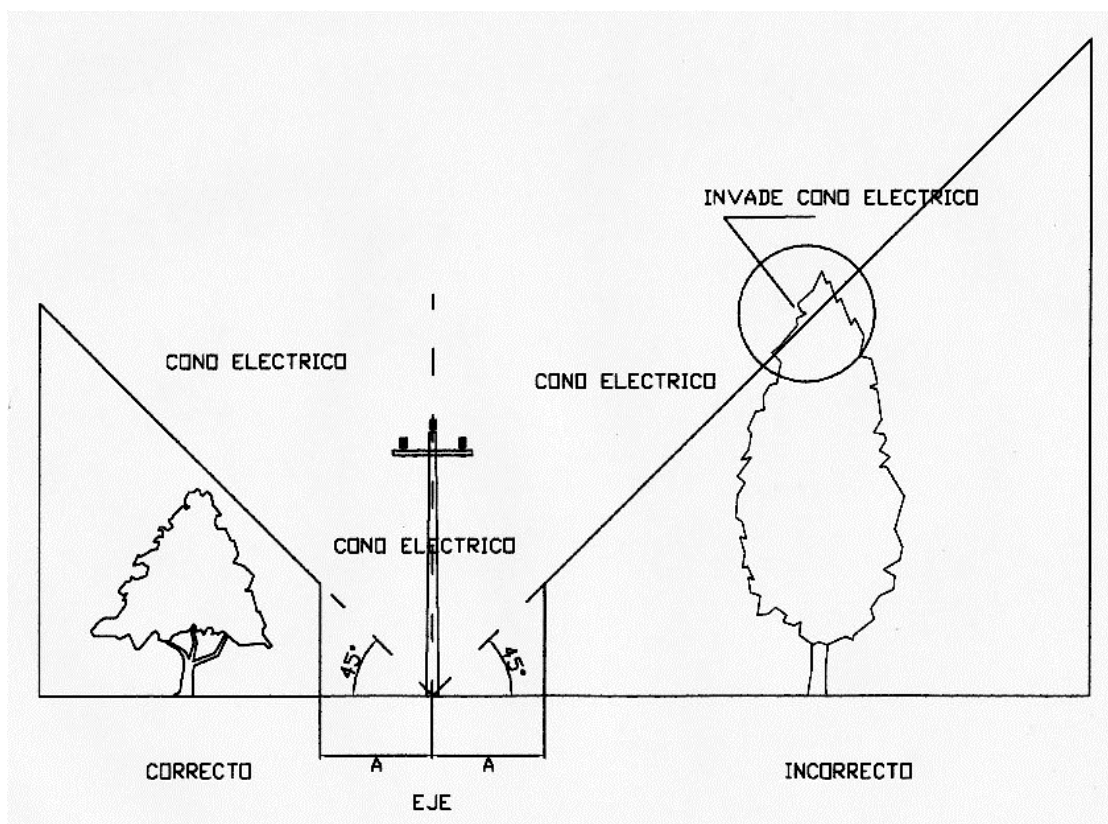 INVADE CONO ELECTRICO
CONO ELECTRICO
CONO ELECTRICO
CONO ELECTRICO
45°
45°
A
A
CORRECTO
INCORRECTO
EJE